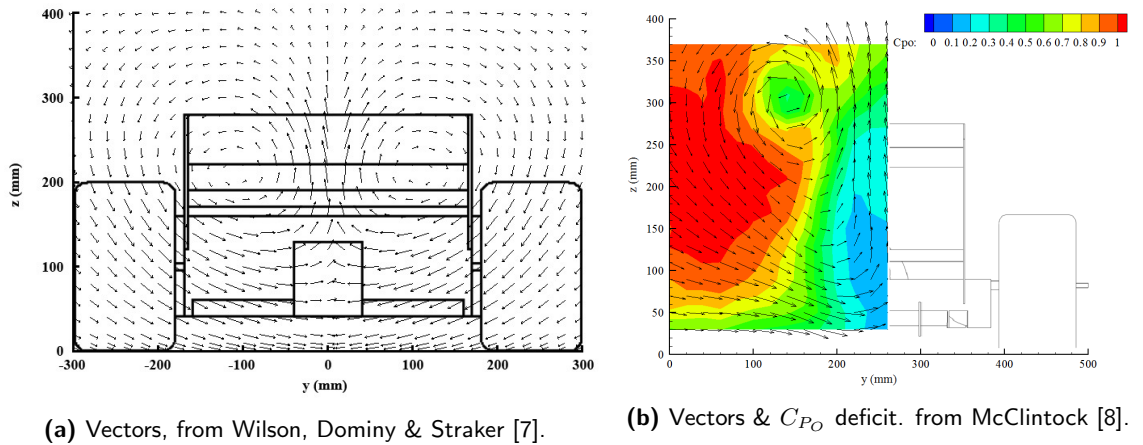 400
300
200
100
0
z (mm)
-300 -200 -100 0 100 200 300
y (mm)
(a) Vectors, from Wilson, Dominy & Straker [7].
Cpo: 0 0.1 0.2 0.3 0.4 0.5 0.6 0.7 0.8 0.9 1
400
350
300
250
200
150
100
50
0
z (mm)
0 100 200 300 400 500
y (mm)
(b) Vectors & C_{P_O} deficit. from McClintock [8].